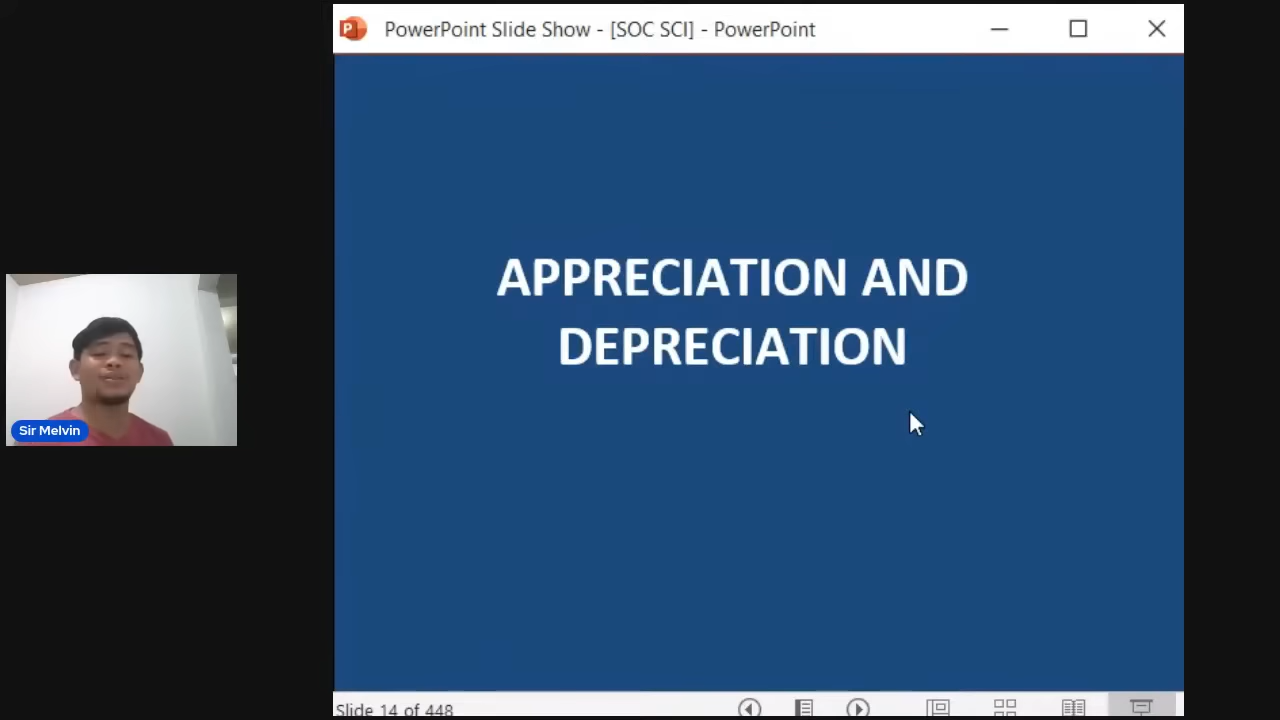 PowerPoint Slide Show - [SOC SCI] - PowerPoint
APPRECIATION AND
DEPRECIATION
Sir Melvin
Slide 14 of 448